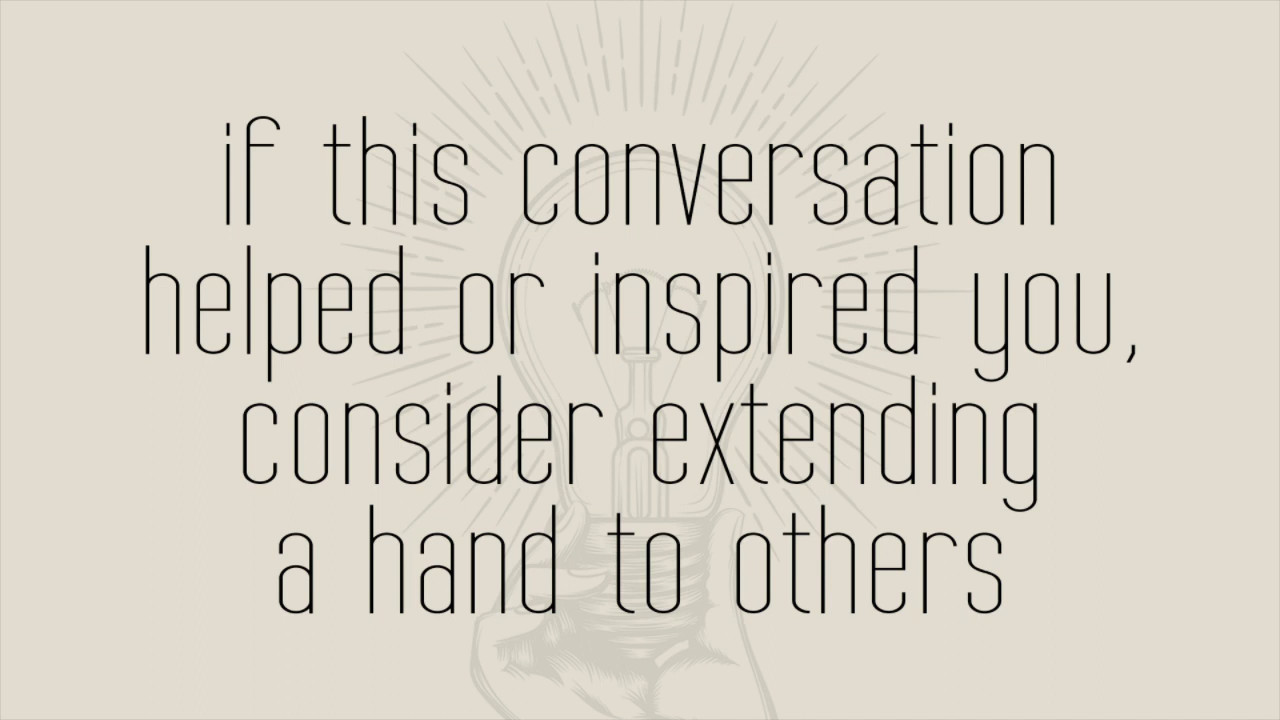 if this conversation
helped or inspired you,
consider extending
a hand to others